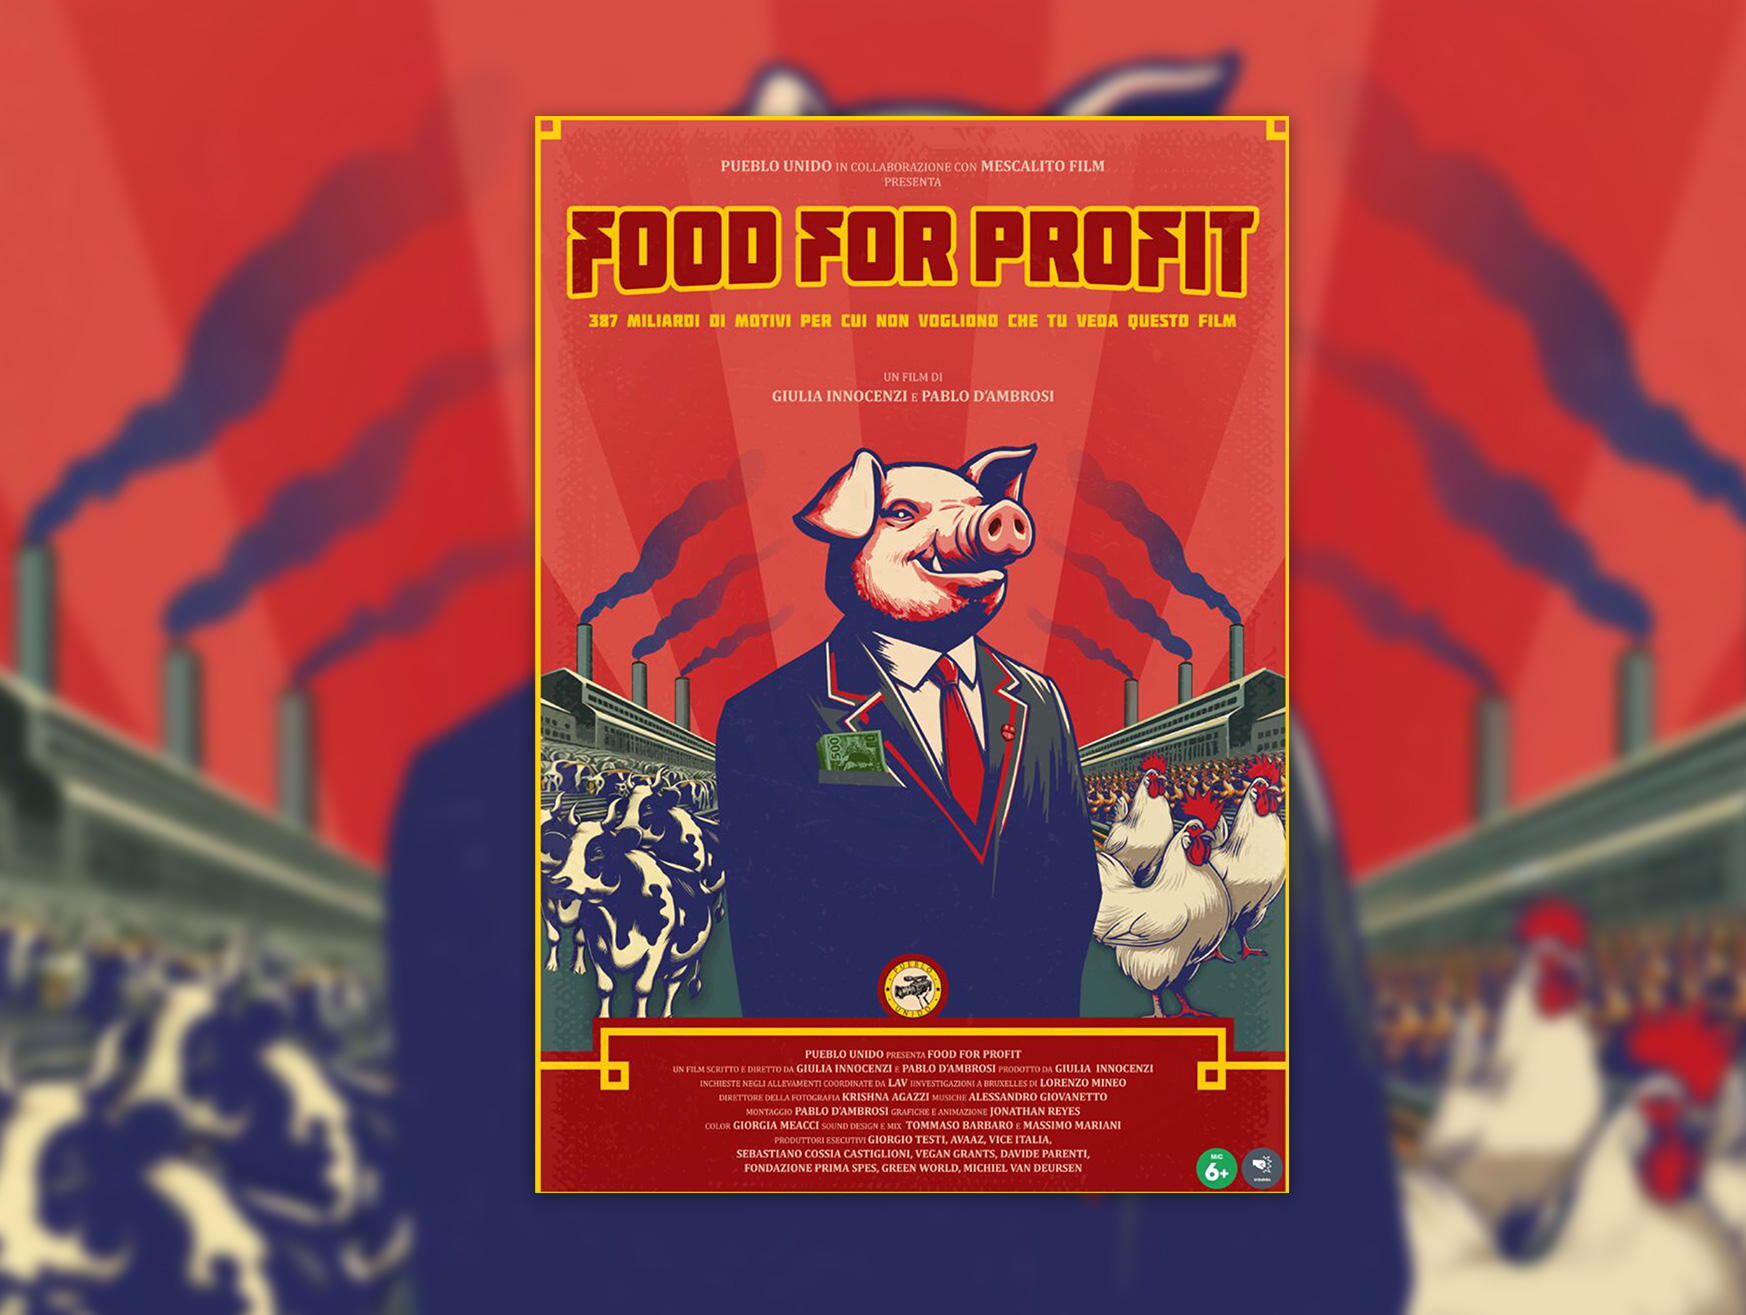 PUEBLO UNIDO IN COLLABORAZIONE CON MESCALITO FILM
PRESENTA
FOOD FOR PROFIT
387 MILIARDI DI MOTIVI PER CUI NON VOGLIONO CHE TU VEDA QUESTO FILM
UN FILM DI
GIULIA INNOCENZI E PABLO D'AMBROSI
500
PUEBLO
UNIDO
PUEBLO UNIDO PRESENTA FOOD FOR PROFIT
UN FILM SCRITTO E DIRETTO DA GIULIA INNOCENZI E PABLO D'AMBROSI PRODOTTO DA GIULIA INNOCENZI
INCHIESTE NEGLI ALLEVAMENTI COORDINATE DA LAV IINVESTIGAZIONI A BRUXELLES DI LORENZO MINEO
DIRETTORE DELLA FOTOGRAFIA KRISHNA AGAZZI MUSICHE ALESSANDRO GIOVANETTO
MONTAGGIO PABLO D'AMBROSI GRAFICHE E ANIMAZIONE JONATHAN REYES
COLOR GIORGIA MEACCI SOUND DESIGN E MIX TOMMASO BARBARO E MASSIMO MARIANI
PRODUTTORI ESECUTIVI GIORGIO TESTI, AVAAZ, VICE ITALIA,
SEBASTIANO COSSIA CASTIGLIONI, VEGAN GRANTS, DAVIDE PARENTI,
FONDAZIONE PRIMA SPES, GREEN WORLD, MICHIEL VAN DEURSEN
MiC
6+